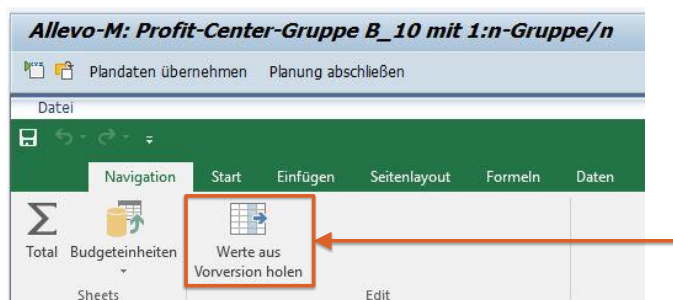 Allevo-M: Profit-Center-Gruppe B_10 mit 1:n-Gruppe/n
Plandaten übernehmen Planung abschließen
Datei
Navigation Start Einfügen Seitenlayout Formeln Daten
Total Budgeteinheiten Werte aus
Vorversion holen
Sheets Edit